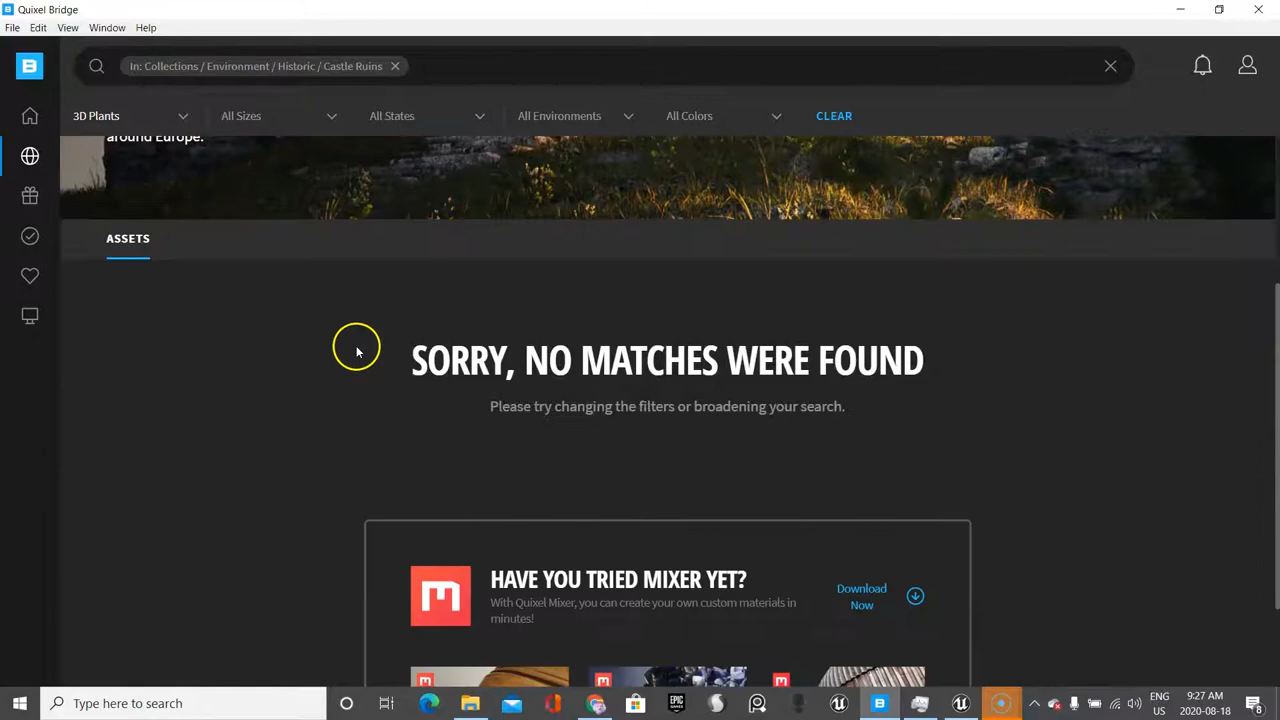 Quixel Bridge
File Edit View Window Help
In: Collections / Environment / Historic / Castle Ruins
3D Plants All Sizes All States All Environments All Colors CLEAR
around Europe.
ASSETS
SORRY, NO MATCHES WERE FOUND
Please try changing the filters or broadening your search.
HAVE YOU TRIED MIXER YET?
With Quixel Mixer, you can create your own custom materials in
minutes!
Download
Now
Type here to search
ENG
US
9:27 AM
2020-08-18
8